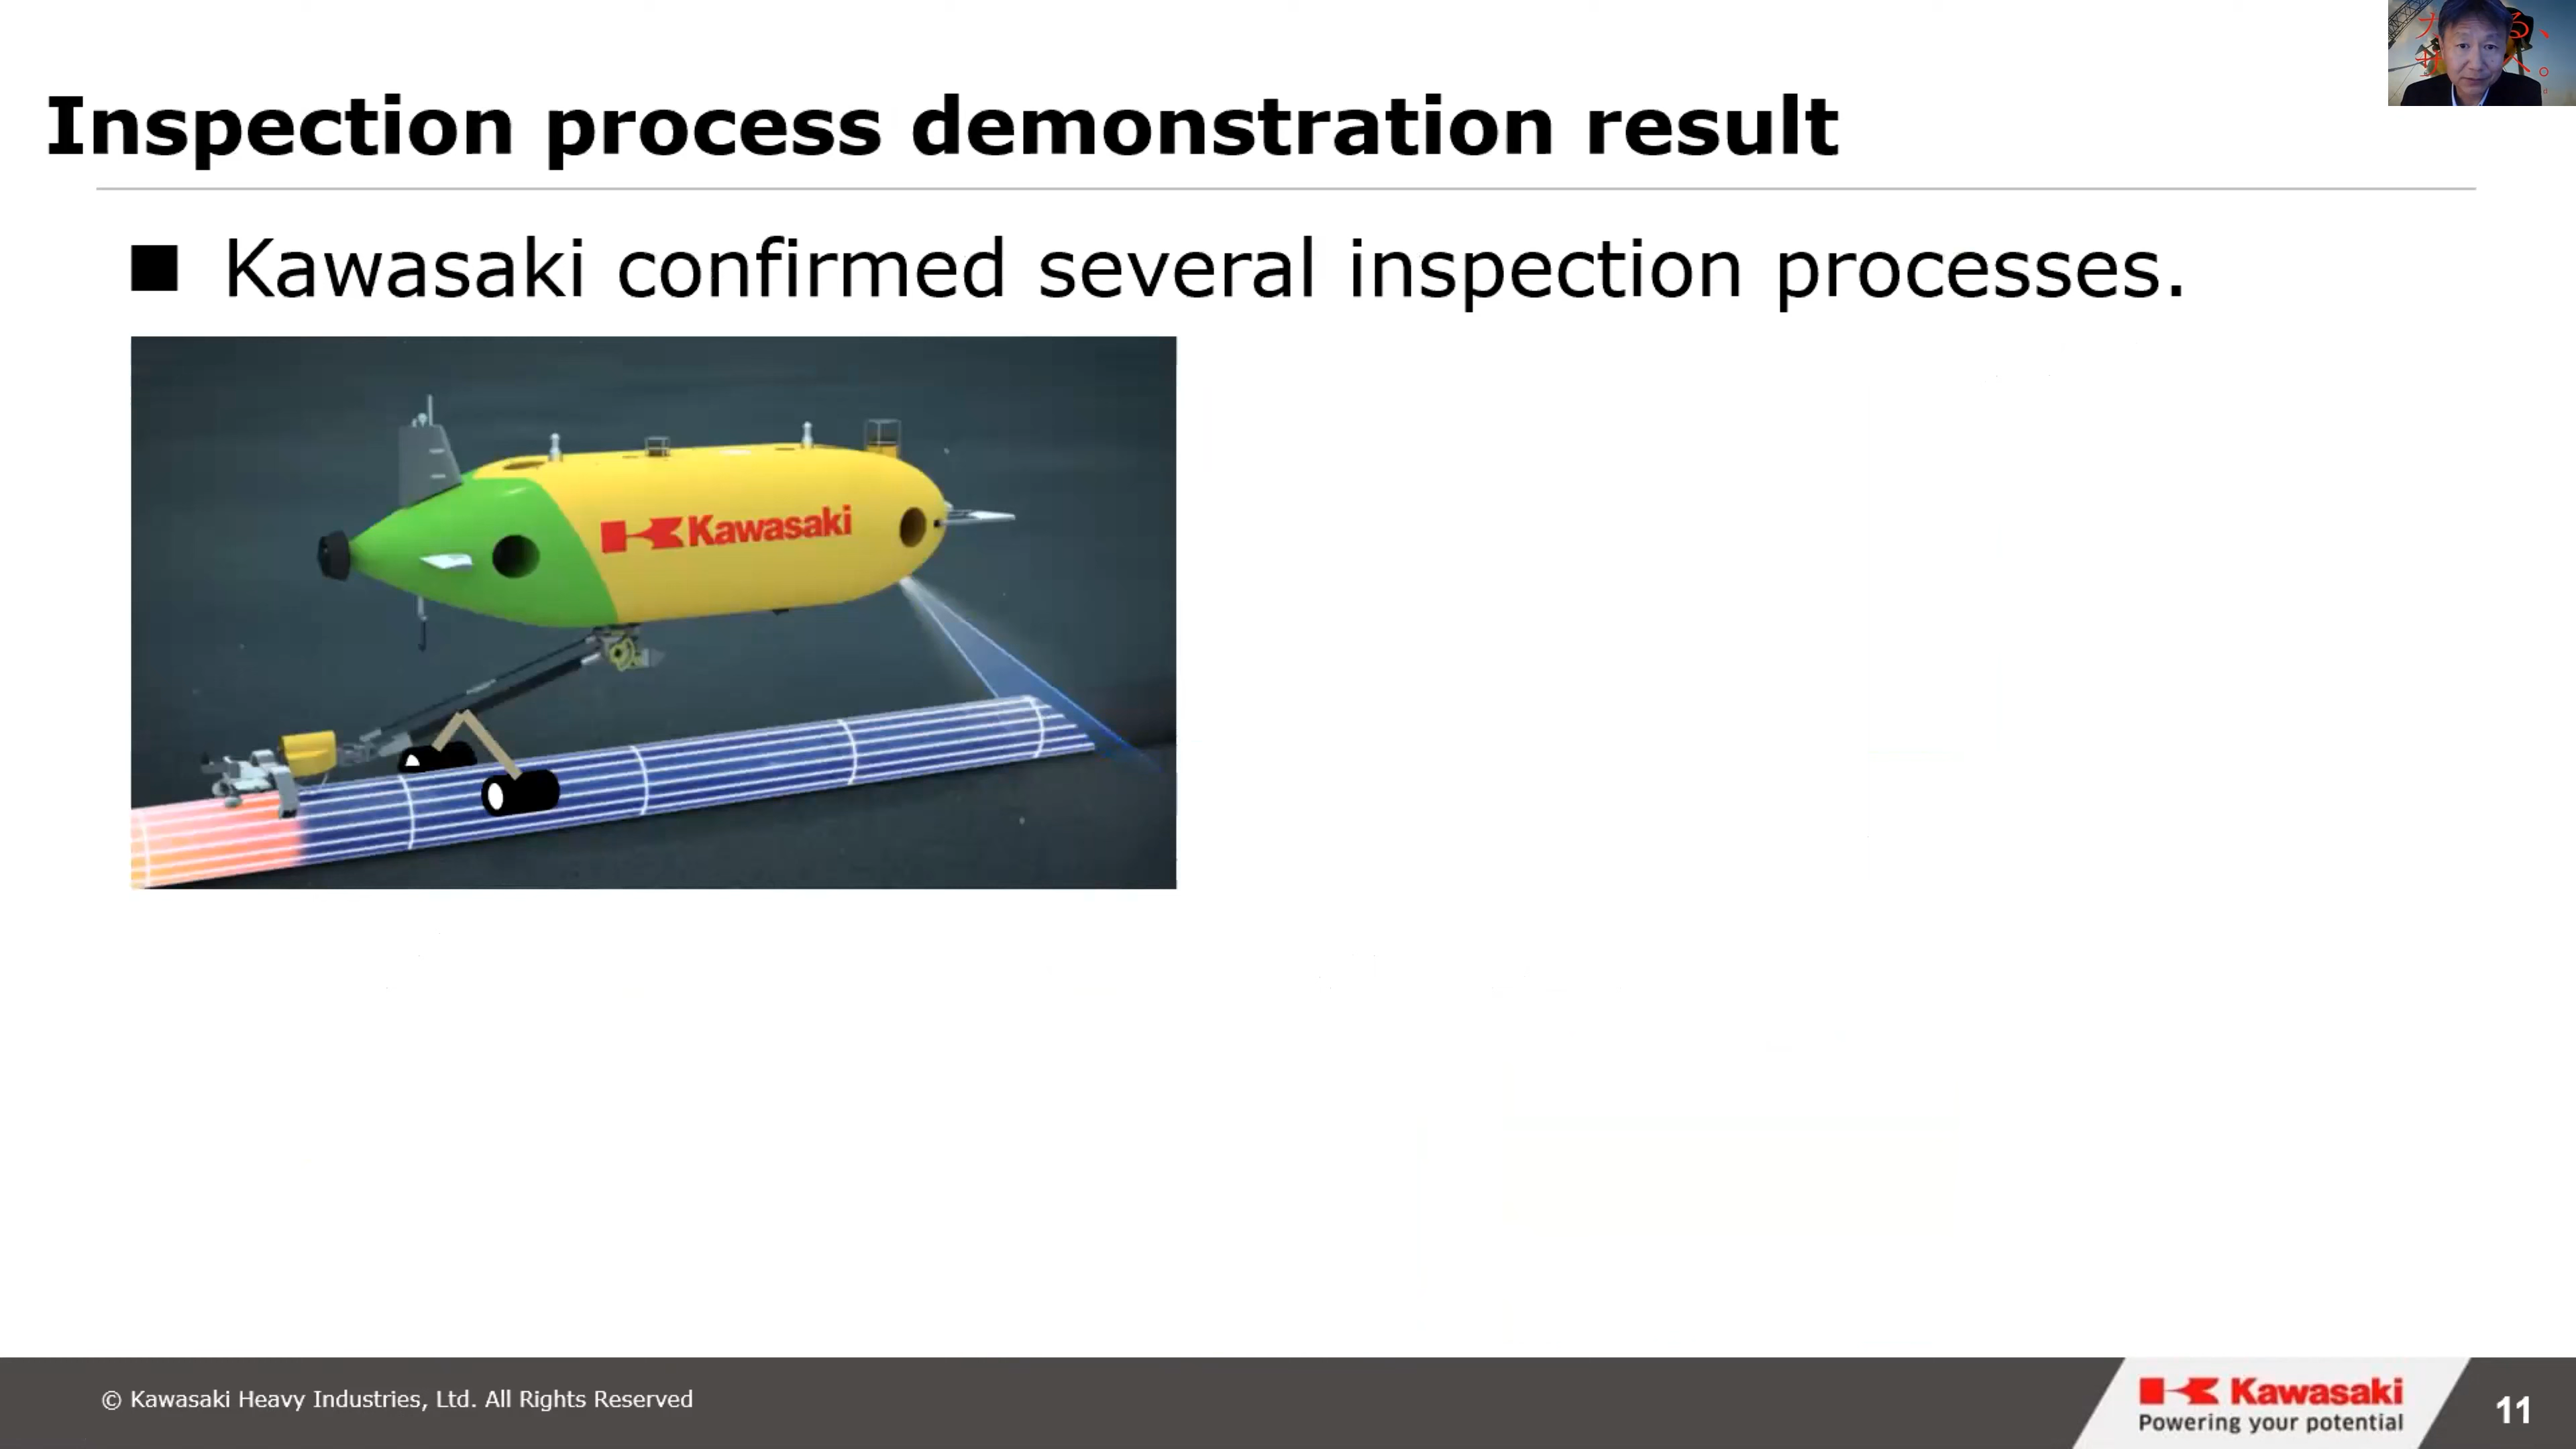 Inspection process demonstration result
■ Kawasaki confirmed several inspection processes.
Kawasaki
© Kawasaki Heavy Industries, Ltd. All Rights Reserved
Kawasaki
Powering your potential
11